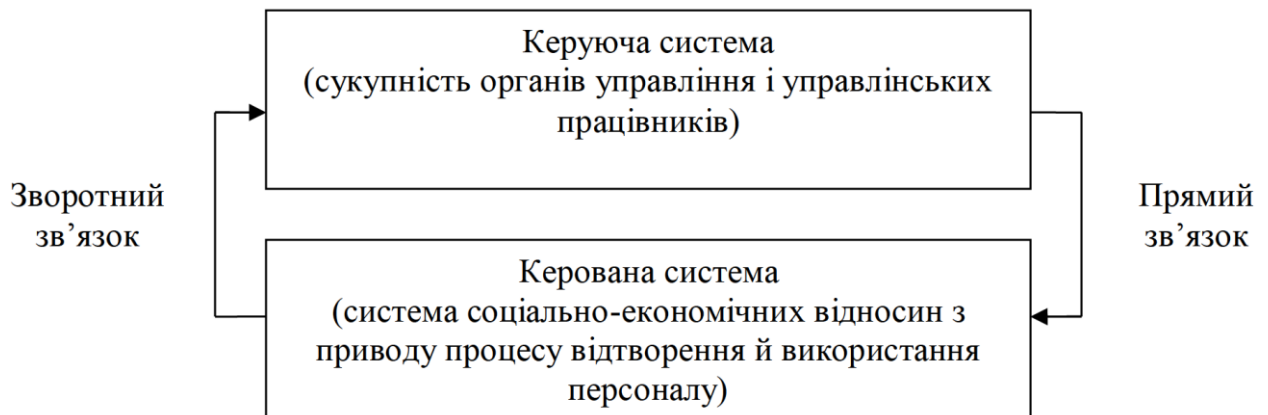 Керуюча система
(сукупність органів управління і управлінських
працівників)
Зворотний
зв’язок
Прямий
зв’язок
Керована система
(система соціально-економічних відносин з
приводу процесу відтворення й використання
персоналу)